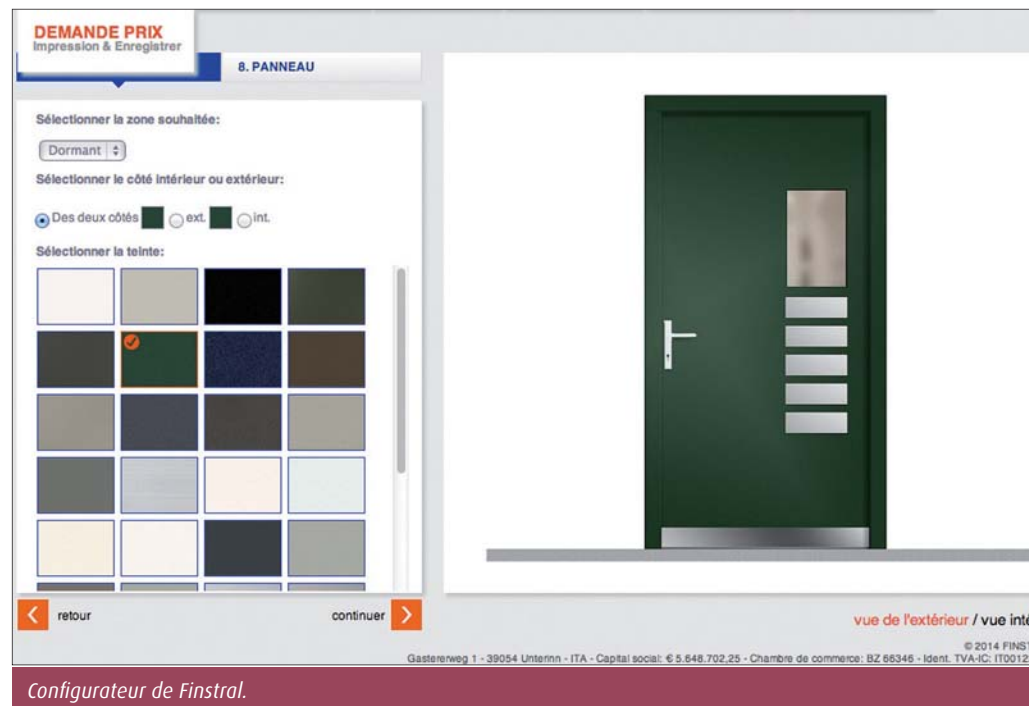 DEMANDE PRIX
Impression & Enregistrer
8. PANNEAU
Sélectionner la zone souhaitée:
Dormant
Sélectionner le côté intérieur ou extérieur:
Des deux côtés ext. int.
Sélectionner la teinte:
retour continuer
vue de l'extérieur / vue inté
© 2014 FINST
Gastererweg 1 - 39054 Unterinn - ITA - Capital social: € 5.648.702,25 - Chambre de commerce: BZ 66346 - Ident. TVA-IC: IT0012
Configurateur de Finstral.